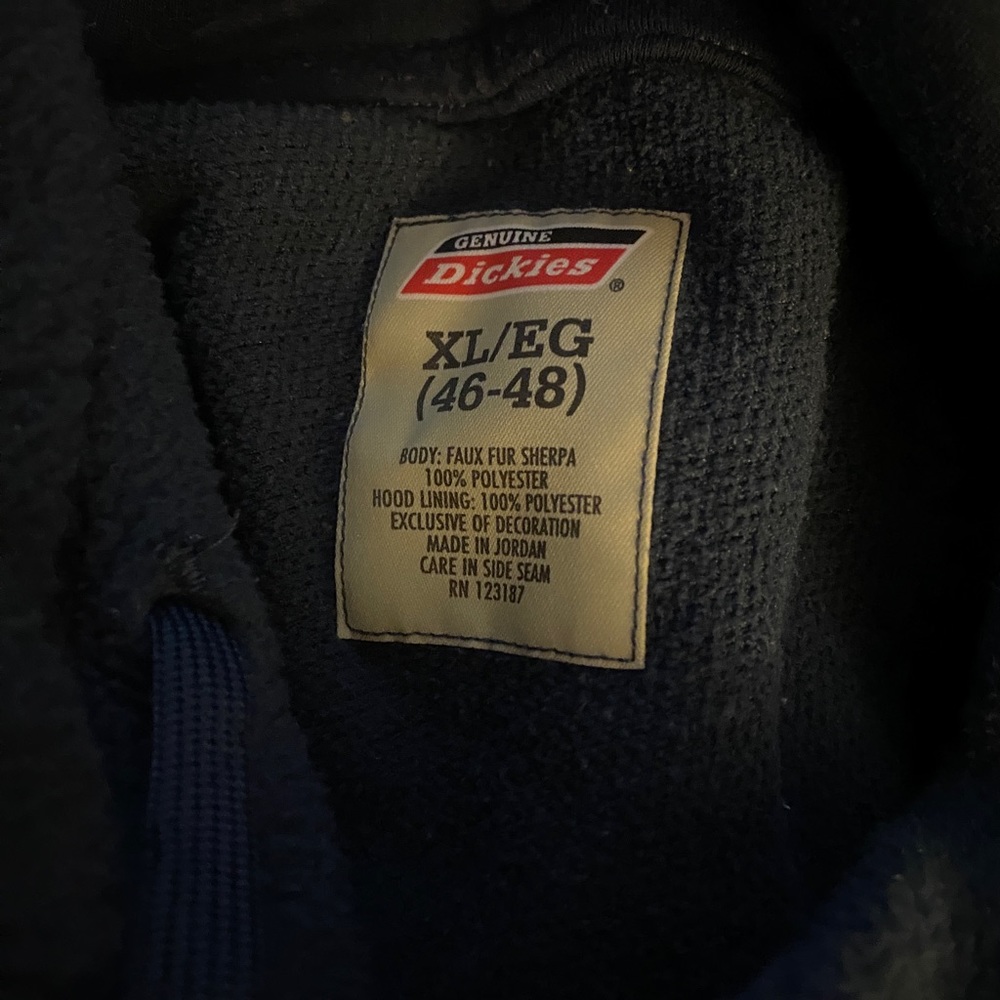 GENUINE
Dickies®
XL/EG
(46-48)
BODY: FAUX FUR SHERPA
100% POLYESTER
HOOD LINING: 100% POLYESTER
EXCLUSIVE OF DECORATION
MADE IN JORDAN
CARE IN SIDE SEAM
RN 123187